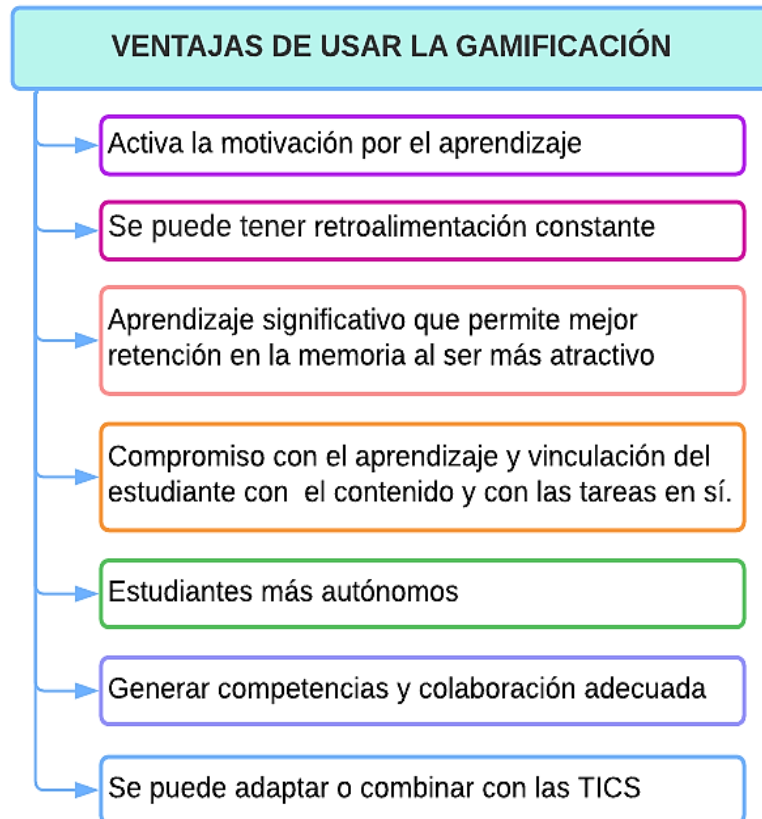 VENTAJAS DE USAR LA GAMIFICACIÓN
Activa la motivación por el aprendizaje
Se puede tener retroalimentación constante
Aprendizaje significativo que permite mejor
retención en la memoria al ser más atractivo
Compromiso con el aprendizaje y vinculación del
estudiante con  el contenido y con las tareas en sí.
Estudiantes más autónomos
Generar competencias y colaboración adecuada
Se puede adaptar o combinar con las TICS